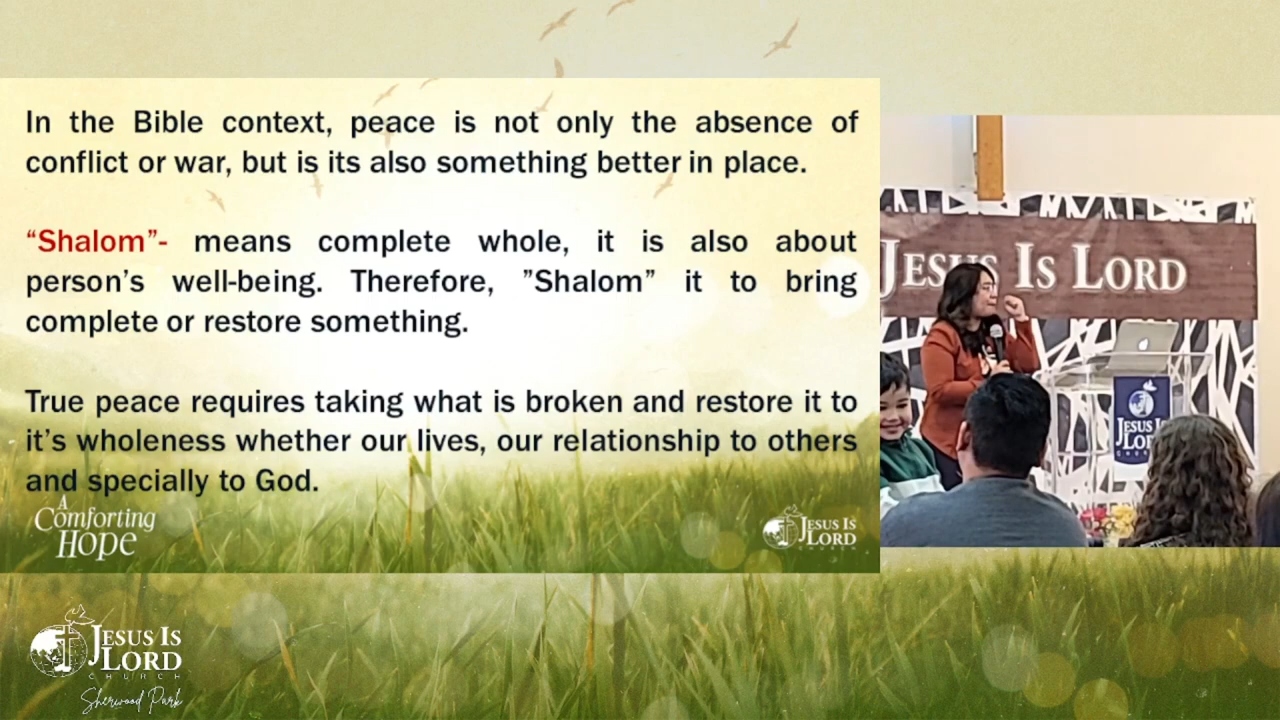 In the Bible context, peace is not only the absence of
conflict or war, but is its also something better in place.
“Shalom”- means complete whole, it is also about
person’s well-being. Therefore, ”Shalom” it to bring
complete or restore something.
True peace requires taking what is broken and restore it to
it’s wholeness whether our lives, our relationship to others
and specially to God.
A
Comforting
Hope
Jesus Is
Lord
Church
Jesus Is Lord
Jesus Is
Lord
Church
Sherwood Park